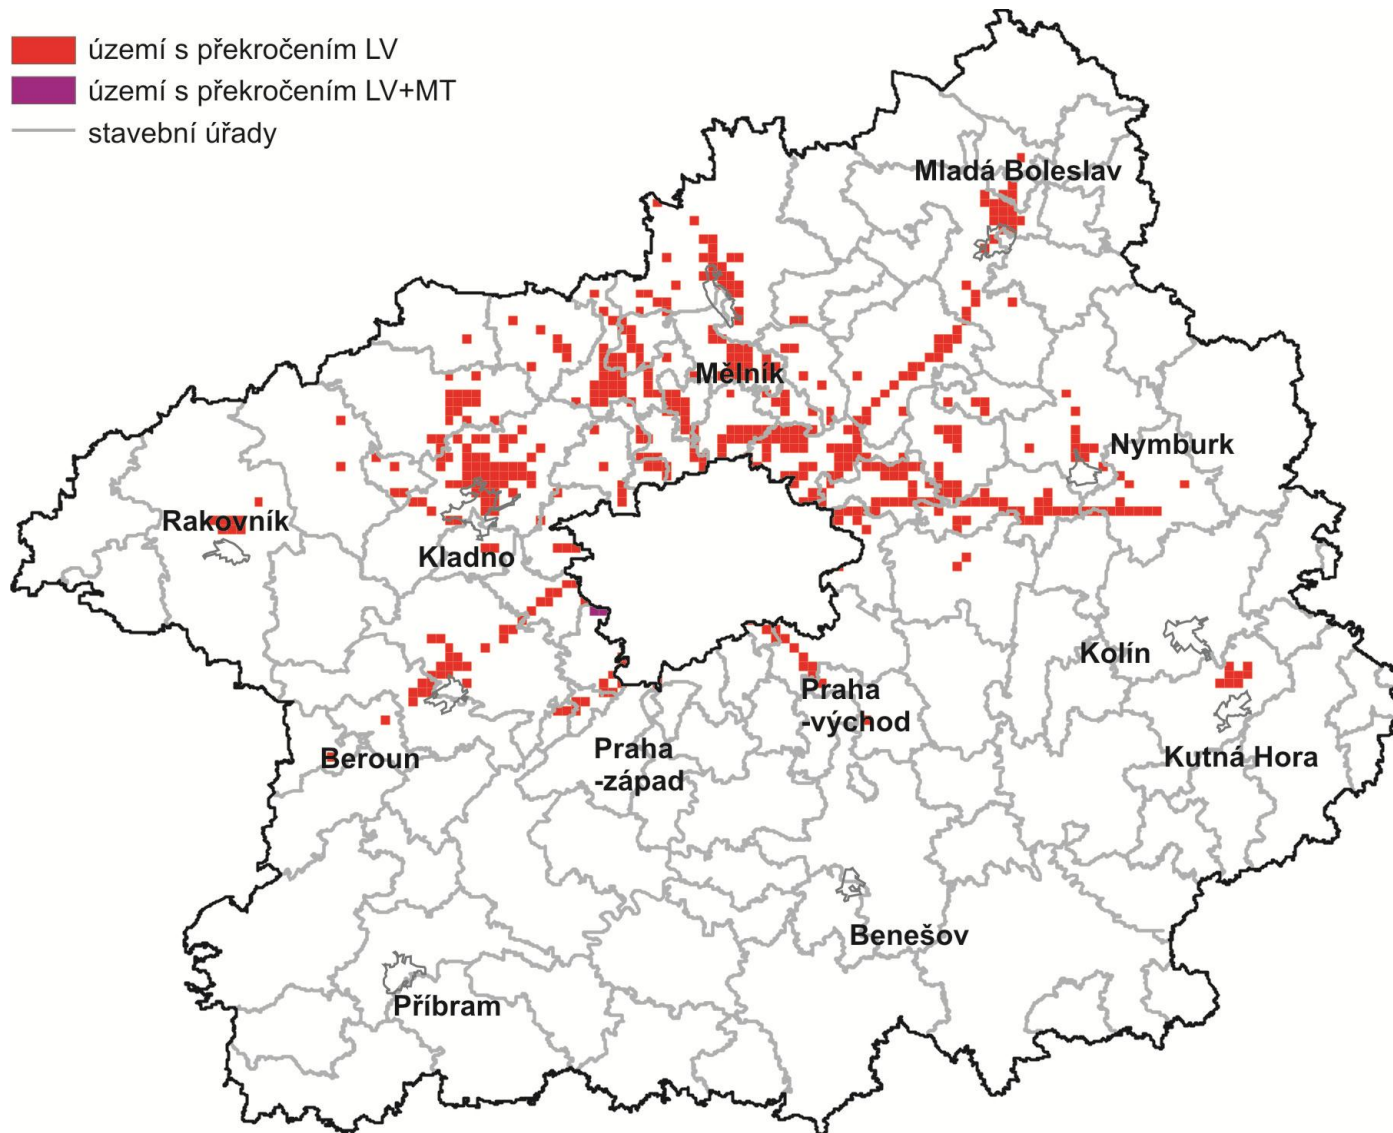 území s překročením LV
území s překročením LV+MT
stavební úřady
Mladá Boleslav
Mělník
Nymburk
Rakovník
Kladno
Kolín
Praha
-východ
Beroun
Praha
-západ
Kutná Hora
Benešov
Příbram